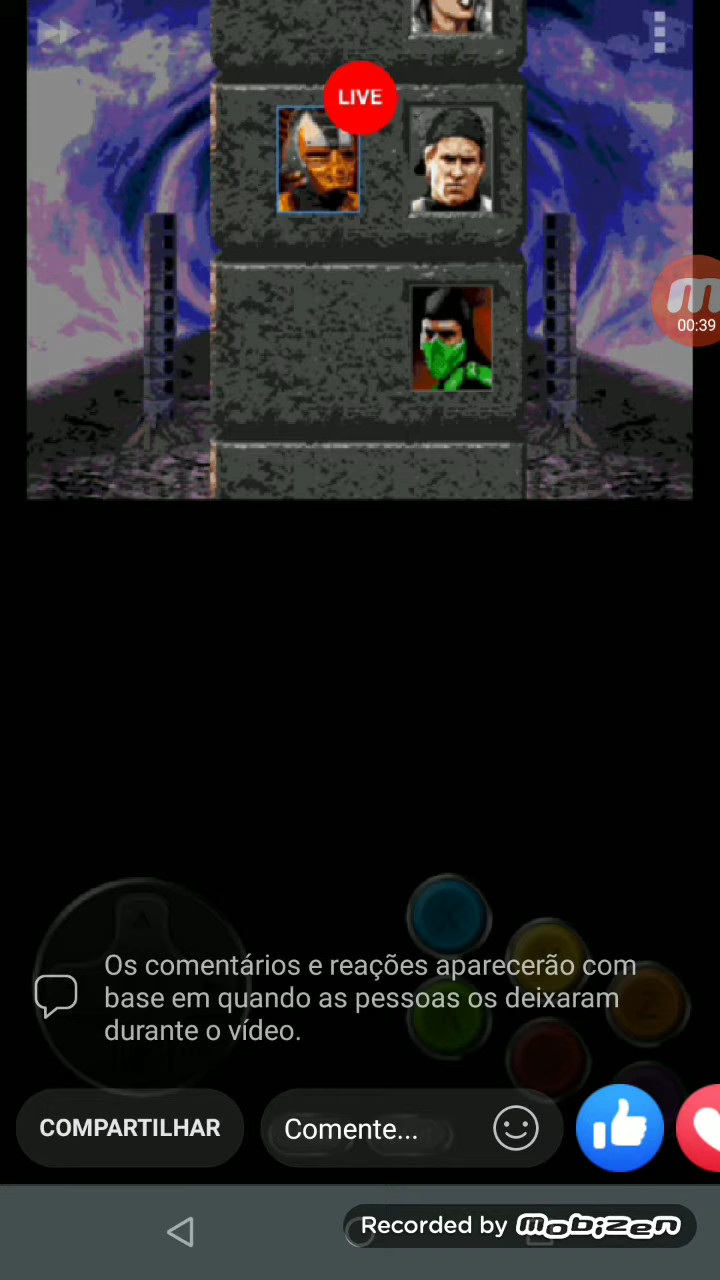 LIVE
00:39
Os comentários e reações aparecerão com
base em quando as pessoas os deixaram
durante o vídeo.
COMPARTILHAR
Comente...
Recorded by mobizen